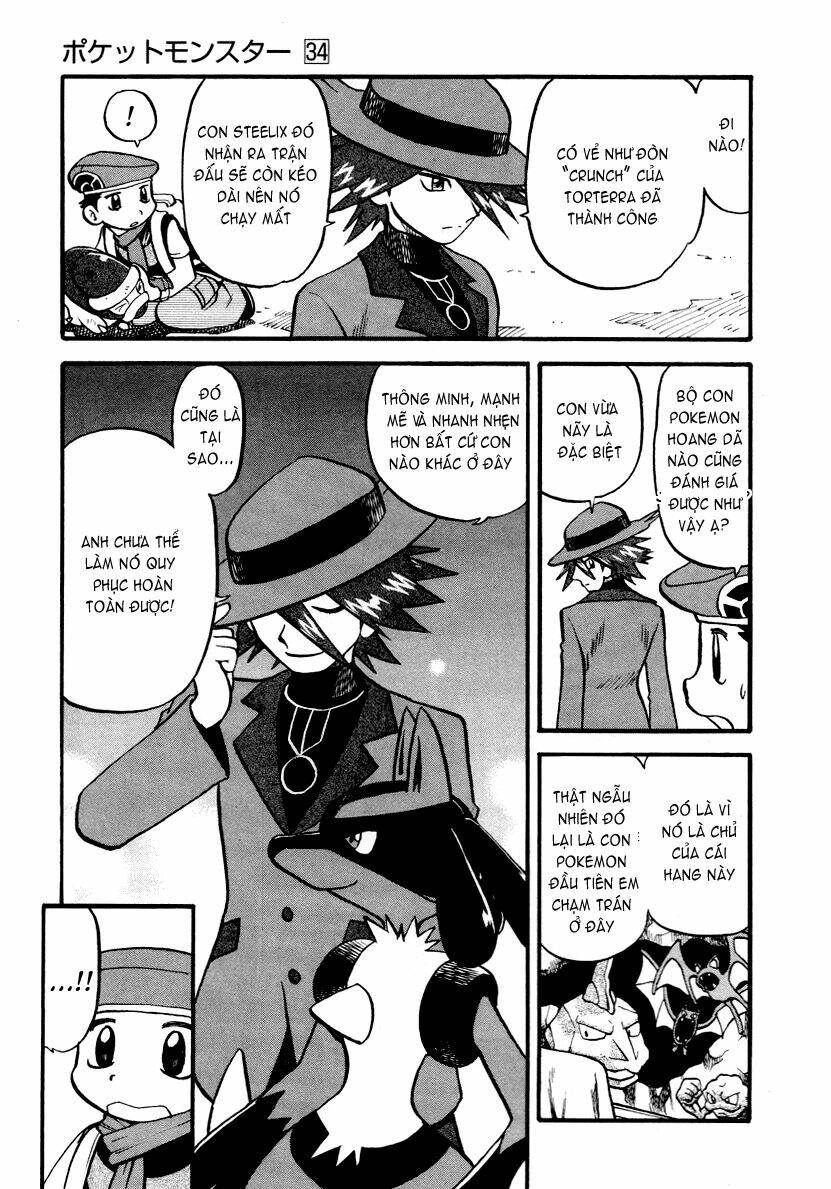 ポケットモンスター 34
ĐI
NÀO!
CÓ VẺ NHƯ ĐÒN
“CRUNCH” CỦA
TORTERRA ĐÃ
THÀNH CÔNG
CON STEELIX ĐÓ
NHẬN RA TRẬN
ĐẤU SẼ CÒN KÉO
DÀI NÊN NÓ
CHẠY MẤT
!
BỘ CON
POKEMON
HOANG DÃ
NÀO CŨNG
ĐÁNH GIÁ
ĐƯỢC NHƯ
VẬY Ạ?
CON VỪA
NÃY LÀ
ĐẶC BIỆT
ĐÓ LÀ VÌ
NÓ LÀ CHỦ
CỦA CÁI
HANG NÀY
THẬT NGẪU
NHIÊN ĐÓ
LẠI LÀ CON
POKEMON
ĐẦU TIÊN EM
CHẠM TRÁN
Ở ĐÂY
THÔNG MINH, MẠNH
MẼ VÀ NHANH NHẸN
HƠN BẤT CỨ CON
NÀO KHÁC Ở ĐÂY
ĐÓ
CŨNG LÀ
TẠI
SAO...
ANH CHƯA THỂ
LÀM NÓ QUY
PHỤC HOÀN
TOÀN ĐƯỢC!
...!!